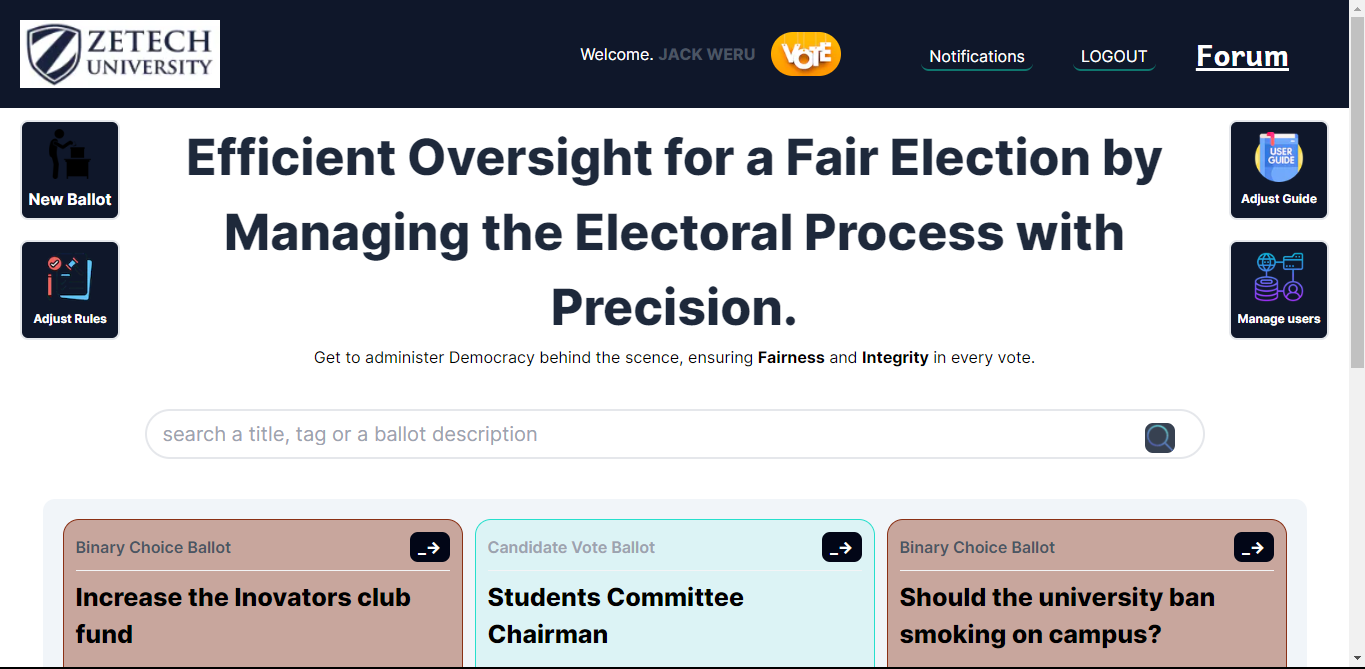 ZETECH
UNIVERSITY
Welcome. JACK WERU
VOTE
Notifications
LOGOUT
Forum
New Ballot
Adjust Rules
Efficient Oversight for a Fair Election by
Managing the Electoral Process with
Precision.
Get to administer Democracy behind the scence, ensuring Fairness and Integrity in every vote.
USER
GUIDE
Adjust Guide
Manage users
search a title, tag or a ballot description
Binary Choice Ballot
_→
Increase the Inovators club
fund
Candidate Vote Ballot
_→
Students Committee
Chairman
Binary Choice Ballot
_→
Should the university ban
smoking on campus?